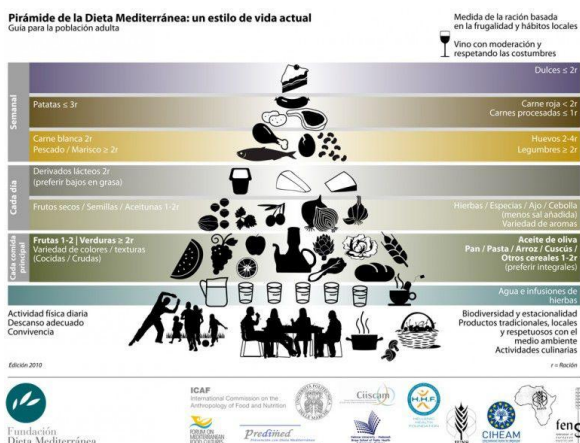 Pirámide de la Dieta Mediterránea: un estilo de vida actual
Guía para la población adulta
Medida de la ración basada
en la frugalidad y hábitos locales
Vino con moderación y
respetando las costumbres
Semanal
Dulces ≤ 2r
Patatas ≤ 3r
Carne roja < 2r
Carnes procesadas ≤ 1r
Carne blanca 2r
Pescado / Marisco ≥ 2r
Huevos 2-4r
Legumbres ≥ 2r
Cada día
Derivados lácteos 2r
(preferir bajos en grasa)
Frutos secos / Semillas / Aceitunas 1-2r
Hierbas / Especias / Ajo / Cebolla
(menos sal añadida)
Variedad de aromas
Cada comida
principal
Frutas 1-2 | Verduras ≥ 2r
Variedad de colores / texturas
(Cocidas / Crudas)
Aceite de oliva
Pan / Pasta / Arroz / Cuscús /
Otros cereales 1-2r
(preferir integrales)
Agua e infusiones de
hierbas
Actividad física diaria
Descanso adecuado
Convivencia
Biodiversidad y estacionalidad
Productos tradicionales, locales
y respetuosos con el
medio ambiente
Actividades culinarias
Edición 2010
r = Ración
Fundación
Dieta Mediterránea
ICAF
International Commission on the
Anthropology of Food and Nutrition
FORUM ON
MEDITERRANEAN
FOOD CULTURES
Predimed
Ciiscam
HHF
CIHEAM